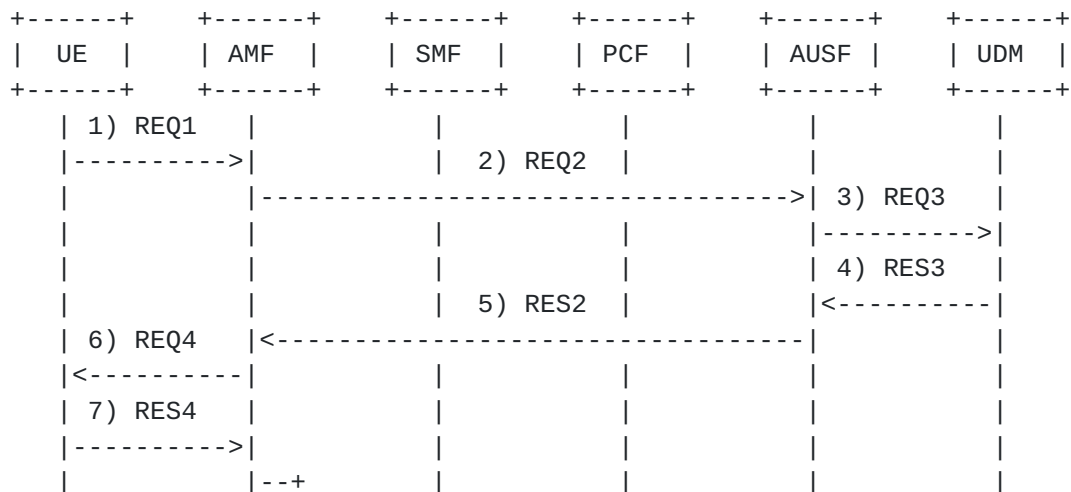 +------+    +------+    +------+    +------+    +------+    +------+
|  UE  |    | AMF  |    | SMF  |    | PCF  |    | AUSF |    | UDM  |
+------+    +------+    +------+    +------+    +------+    +------+
   | 1) REQ1   |           |           |           |           |
   |---------->|           |  2) REQ2  |           |           |
   |           |---------------------------------->| 3) REQ3   |
   |           |           |           |           |---------->|
   |           |           |           |           | 4) RES3   |
   |           |           |  5) RES2  |           |<----------|
   | 6) REQ4   |<----------------------------------|           |
   |<----------|           |           |           |           |
   | 7) RES4   |           |           |           |           |
   |---------->|           |           |           |           |
   |           |--+        |           |           |           |